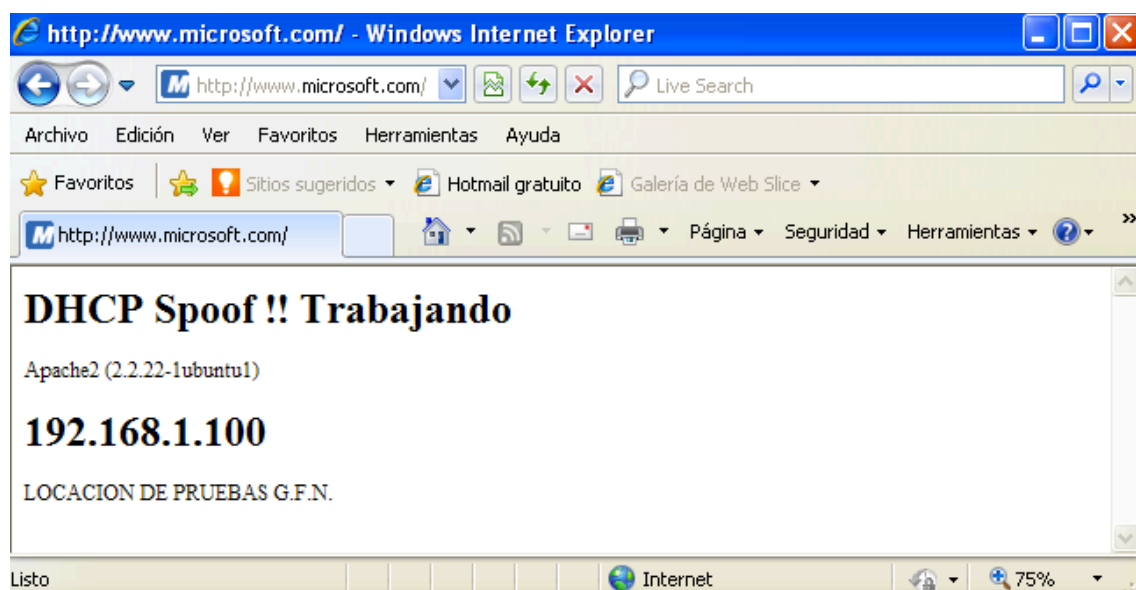 http://www.microsoft.com/ - Windows Internet Explorer
http://www.microsoft.com/ Live Search
Archivo Edición Ver Favoritos Herramientas Ayuda
Favoritos Sitios sugeridos Hotmail gratuito Galería de Web Slice
http://www.microsoft.com/ Página Seguridad Herramientas »
DHCP Spoof !! Trabajando
Apache2 (2.2.22-1ubuntu1)
192.168.1.100
LOCACION DE PRUEBAS G.F.N.
Listo Internet 75%